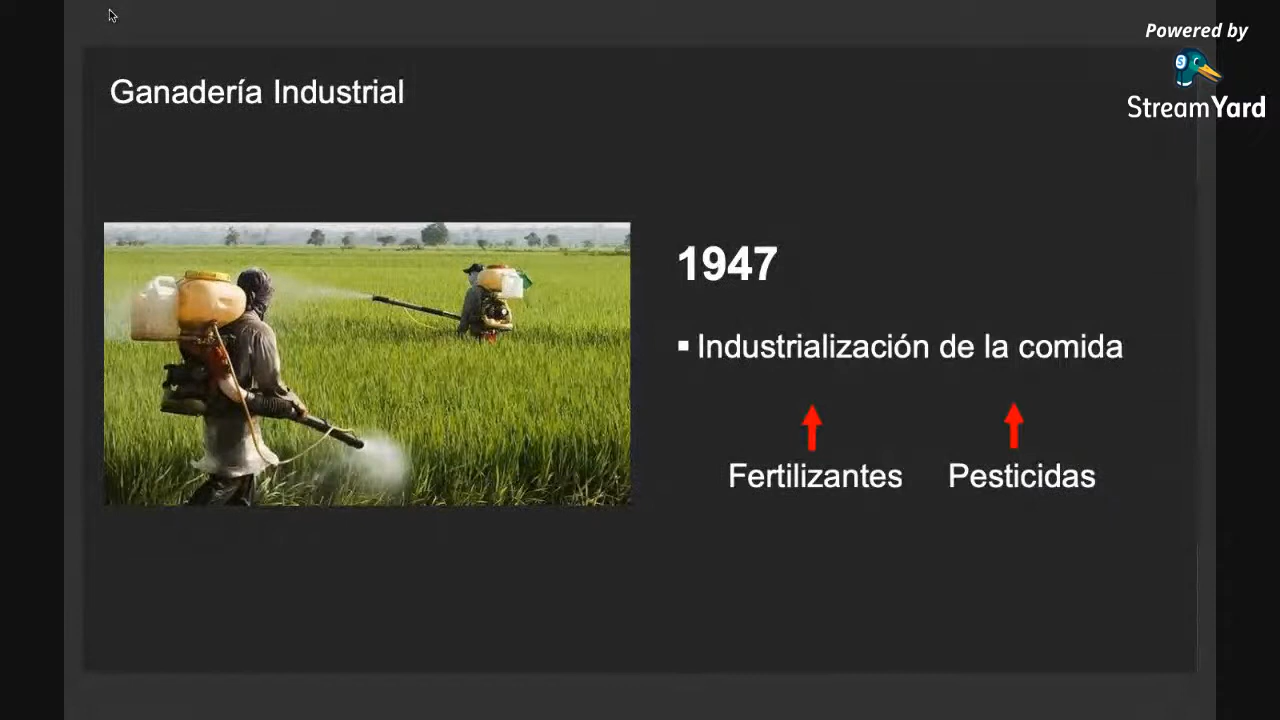 Powered by
StreamYard
Ganadería Industrial
1947
▪ Industrialización de la comida
Fertilizantes Pesticidas